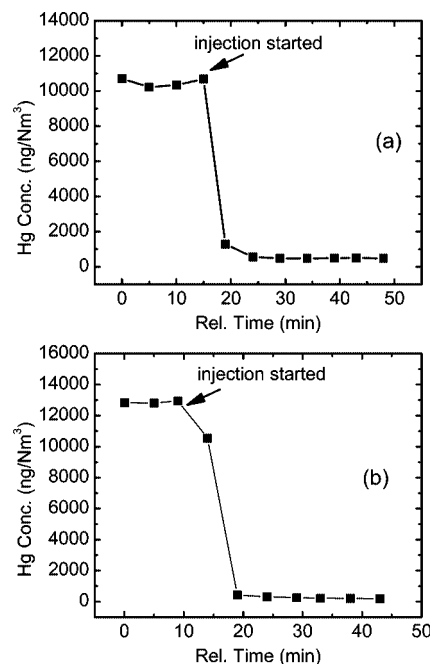 14000
12000
10000
8000
6000
4000
2000
0
Hg Conc. (ng/Nm³)
injection started
(a)
0 10 20 30 40 50
Rel. Time (min)
16000
14000
12000
10000
8000
6000
4000
2000
0
Hg Conc. (ng/Nm³)
injection started
(b)
0 10 20 30 40 50
Rel. Time (min)